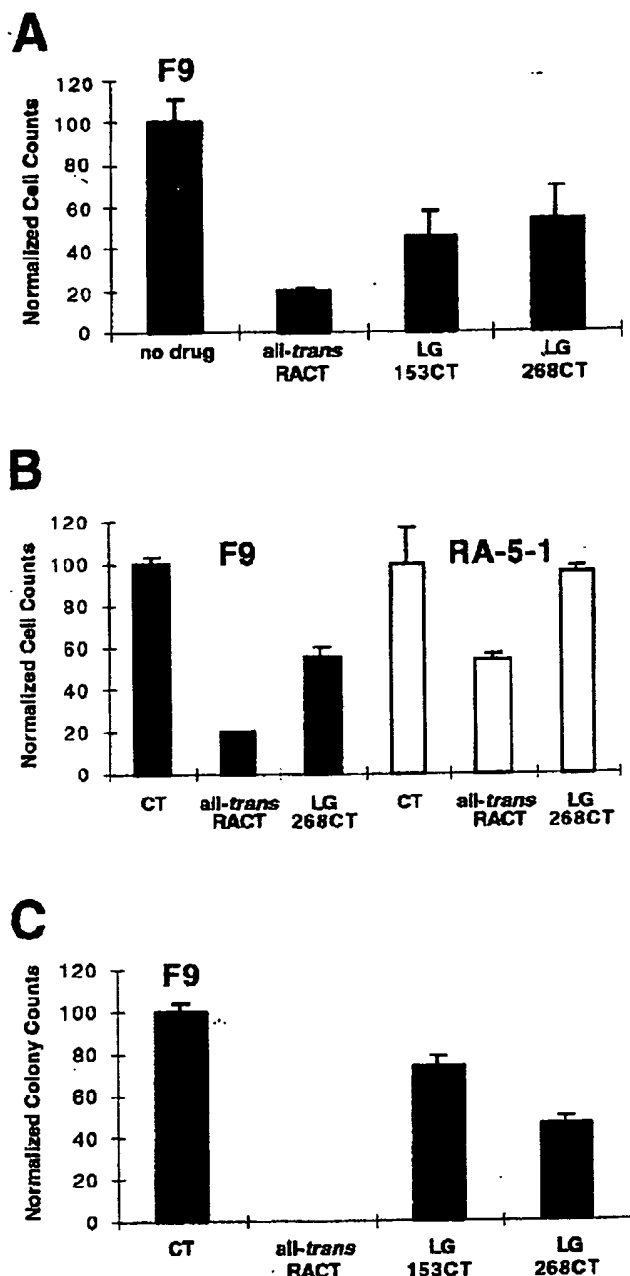 A
F9
Normalized Cell Counts
120
100
80
60
40
20
0
no drug
all-trans
RACT
LG
153CT
LG
268CT
B
F9
RA-5-1
Normalized Cell Counts
120
100
80
60
40
20
0
CT
all-trans
RACT
LG
268CT
CT
all-trans
RACT
LG
268CT
C
F9
Normalized Colony Counts
120
100
80
60
40
20
0
CT
all-trans
RACT
LG
153CT
LG
268CT